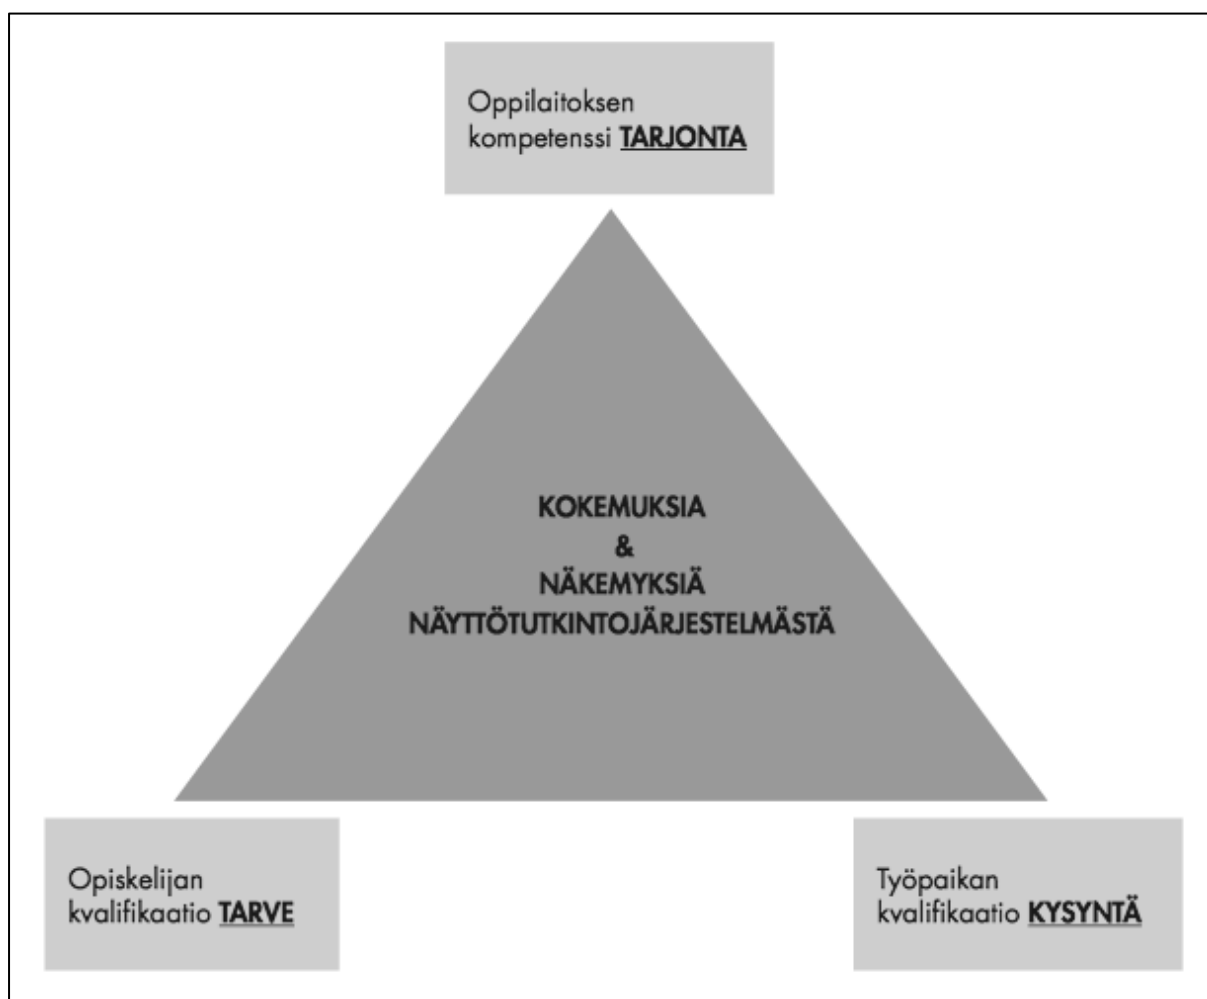 Oppilaitoksen
kompetenssi TARJONTA
KOKEMUKSIA
&
NÄKEMYKSIÄ
NÄYTTÖTUTKINTOJÄRJESTELMÄSTÄ
Opiskelijan
kvalifikaatio TARVE
Työpaikan
kvalifikaatio KYSYNTÄ